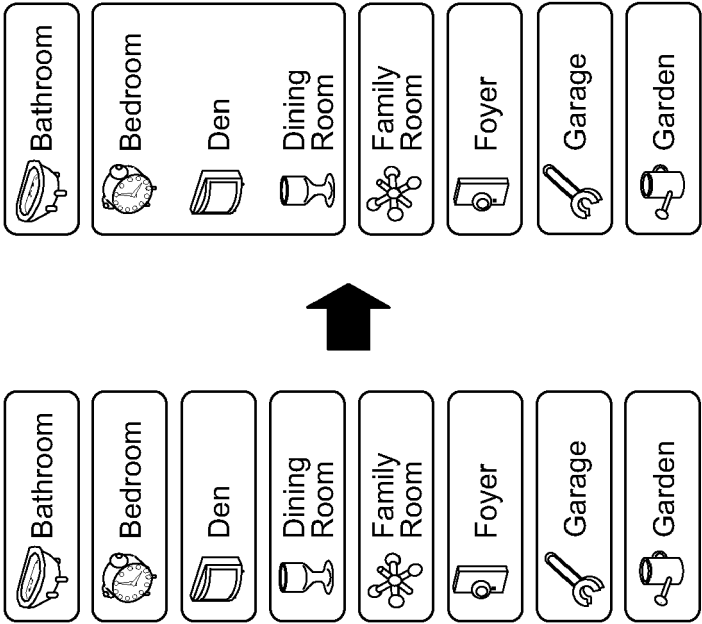 Bathroom
Bedroom
Den
Dining
Room
Family
Room
Foyer
Garage
Garden
Bathroom
Bedroom
Den
Dining
Room
Family
Room
Foyer
Garage
Garden